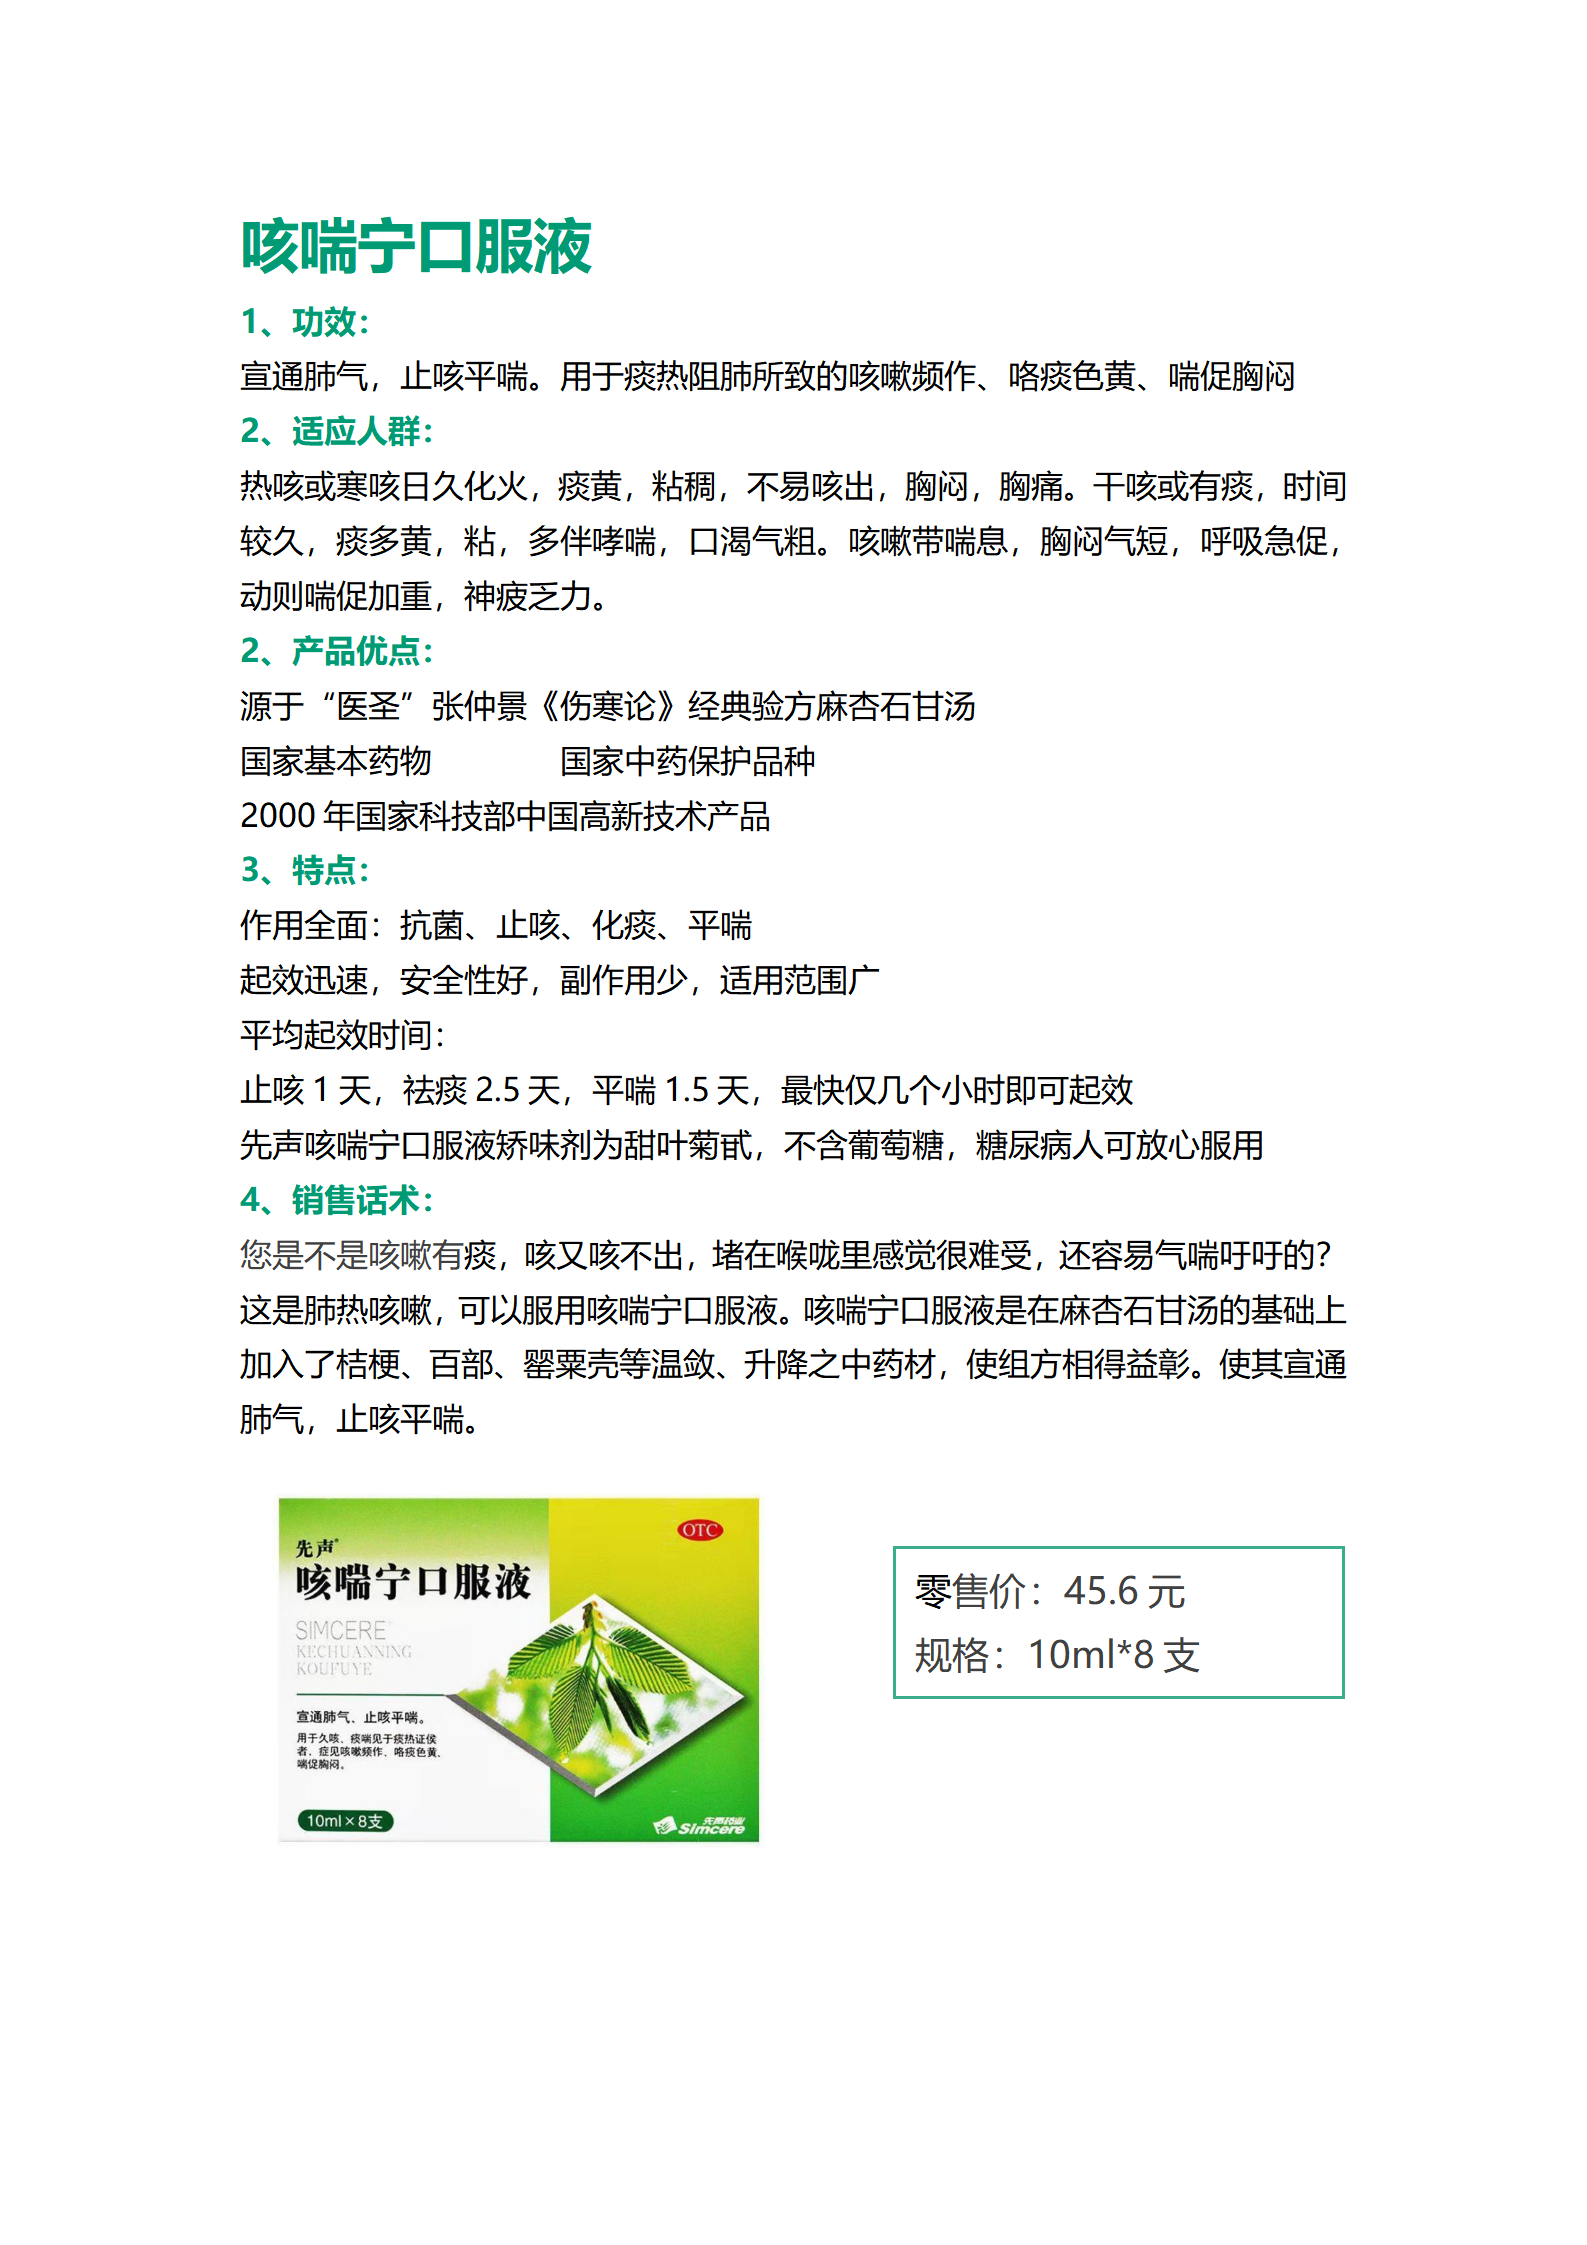 咳喘宁口服液
1、功效：
宣通肺气，止咳平喘。用于痰热阻肺所致的咳嗽频作、咯痰色黄、喘促胸闷
2、适应人群：
热咳或寒咳日久化火，痰黄，粘稠，不易咳出，胸闷，胸痛。干咳或有痰，时间
较久，痰多黄，粘，多伴哮喘，口渴气粗。咳嗽带喘息，胸闷气短，呼吸急促，
动则喘促加重，神疲乏力。
2、产品优点：
源于“医圣”张仲景《伤寒论》经典验方麻杏石甘汤
国家基本药物 国家中药保护品种
2000 年国家科技部中国高新技术产品
3、特点：
作用全面：抗菌、止咳、化痰、平喘
起效迅速，安全性好，副作用少，适用范围广
平均起效时间：
止咳 1 天，祛痰 2.5 天，平喘 1.5 天，最快仅几个小时即可起效
先声咳喘宁口服液矫味剂为甜叶菊甙，不含葡萄糖，糖尿病人可放心服用
4、销售话术：
您是不是咳嗽有痰，咳又咳不出，堵在喉咙里感觉很难受，还容易气喘吁吁的？
这是肺热咳嗽，可以服用咳喘宁口服液。咳喘宁口服液是在麻杏石甘汤的基础上
加入了桔梗、百部、罂粟壳等温敛、升降之中药材，使组方相得益彰。使其宣通
肺气，止咳平喘。
OTC
先声®
咳喘宁口服液
SIMCERE
KECHUANNING
KOUFUYE
宣通肺气、止咳平喘。
用于久咳、痰喘见于痰热证侯
者，症见咳嗽频作、咯痰色黄、
喘促胸闷。
10ml×8支
先声药业
Simcere
零售价：45.6 元
规格：10ml*8 支